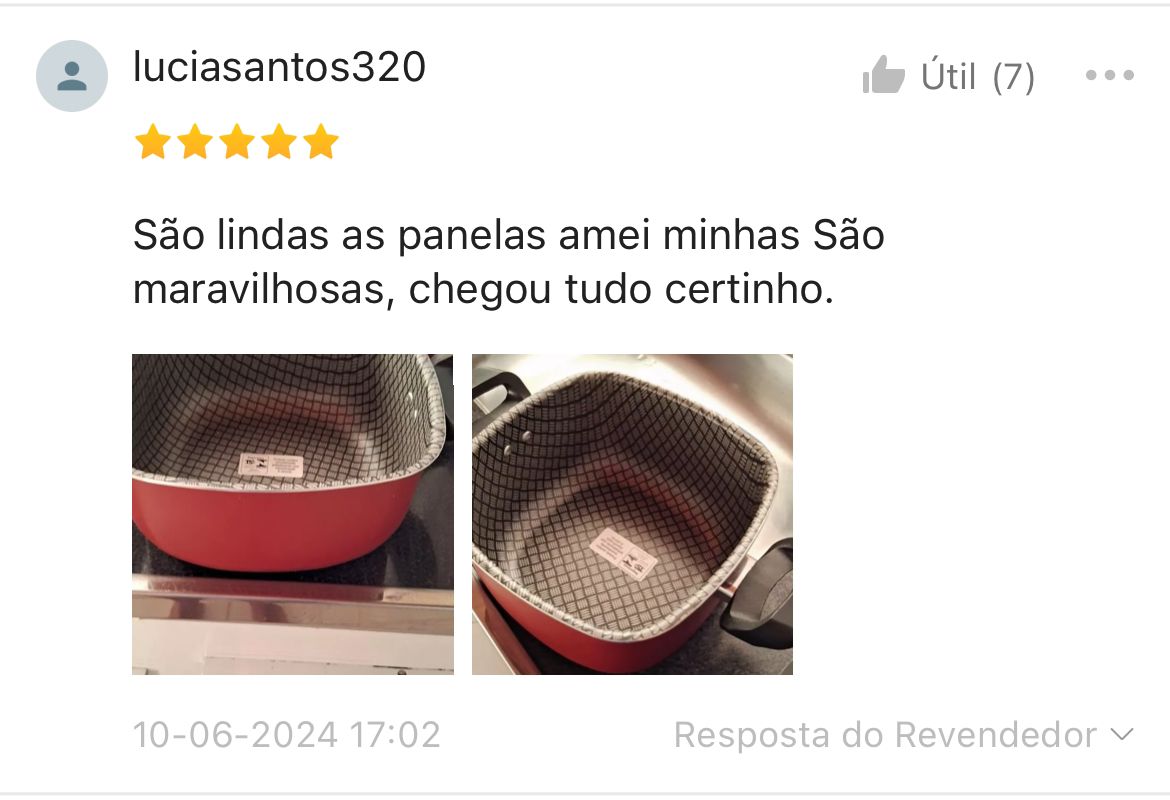 luciasantos320
Útil (7)
São lindas as panelas amei minhas São
maravilhosas, chegou tudo certinho.
10-06-2024 17:02
Resposta do Revendedor